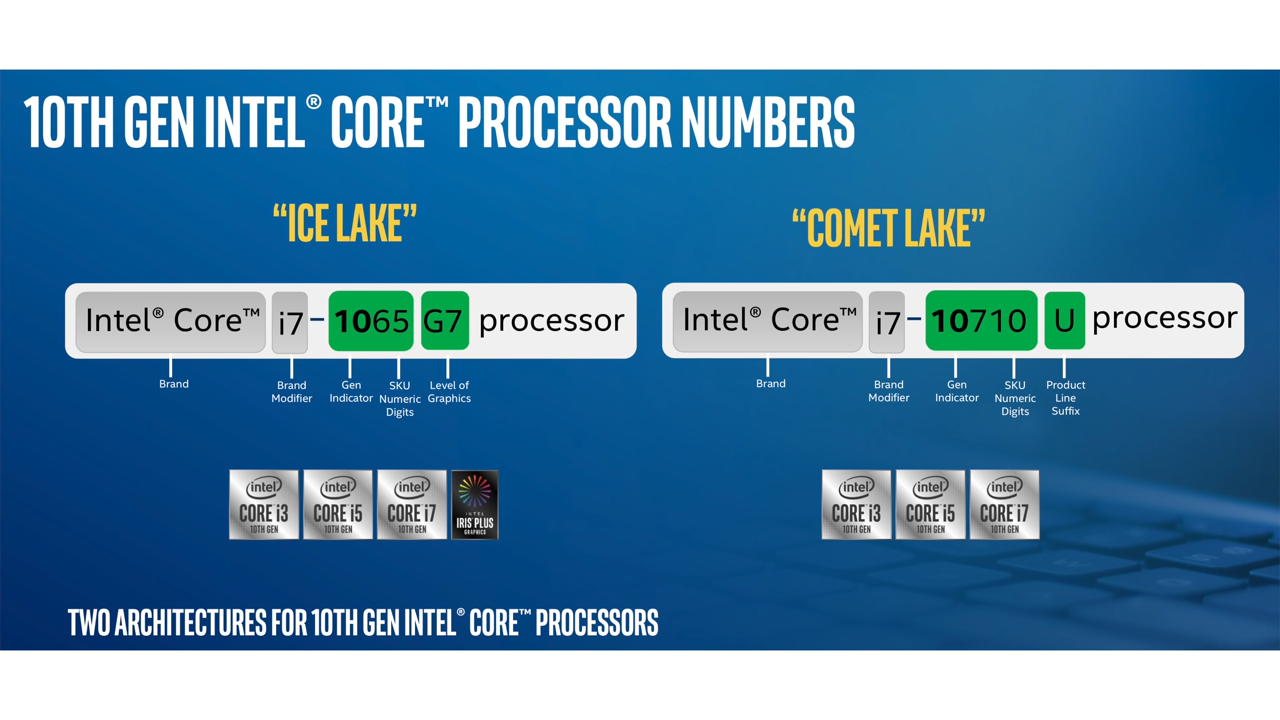 10TH GEN INTEL® CORE™ PROCESSOR NUMBERS
“ICE LAKE”
Intel® Core™ i7-1065 G7 processor
Brand
Brand
Modifier
Gen
Indicator
SKU
Numeric
Digits
Level of
Graphics
intel
CORE i3
10TH GEN
intel
CORE i5
10TH GEN
intel
CORE i7
10TH GEN
INTEL
IRIS® PLUS
GRAPHICS
“COMET LAKE”
Intel® Core™ i7-10710 U processor
Brand
Brand
Modifier
Gen
Indicator
SKU
Numeric
Digits
Product
Line
Suffix
intel
CORE i3
10TH GEN
intel
CORE i5
10TH GEN
intel
CORE i7
10TH GEN
TWO ARCHITECTURES FOR 10TH GEN INTEL® CORE™ PROCESSORS